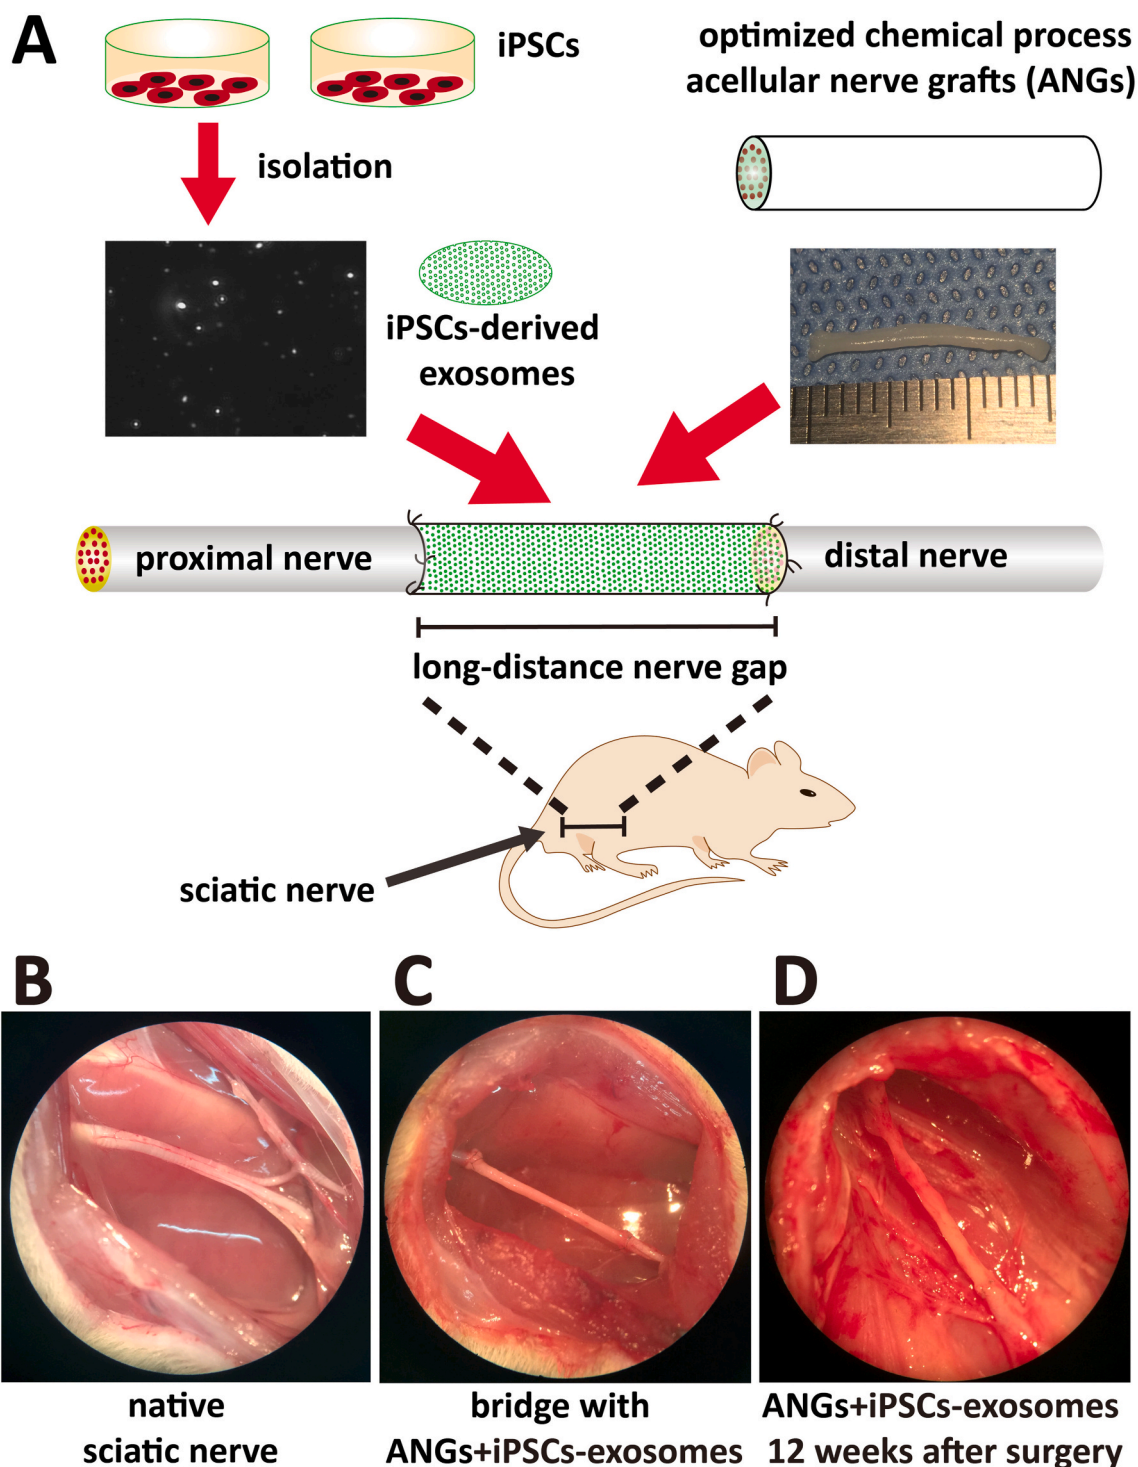 A
iPSCs
optimized chemical process
acellular nerve grafts (ANGs)
isolation
iPSCs-derived
exosomes
proximal nerve
distal nerve
long-distance nerve gap
sciatic nerve
B
C
D
native
sciatic nerve
bridge with
ANGs+iPSCs-exosomes
ANGs+iPSCs-exosomes
12 weeks after surgery